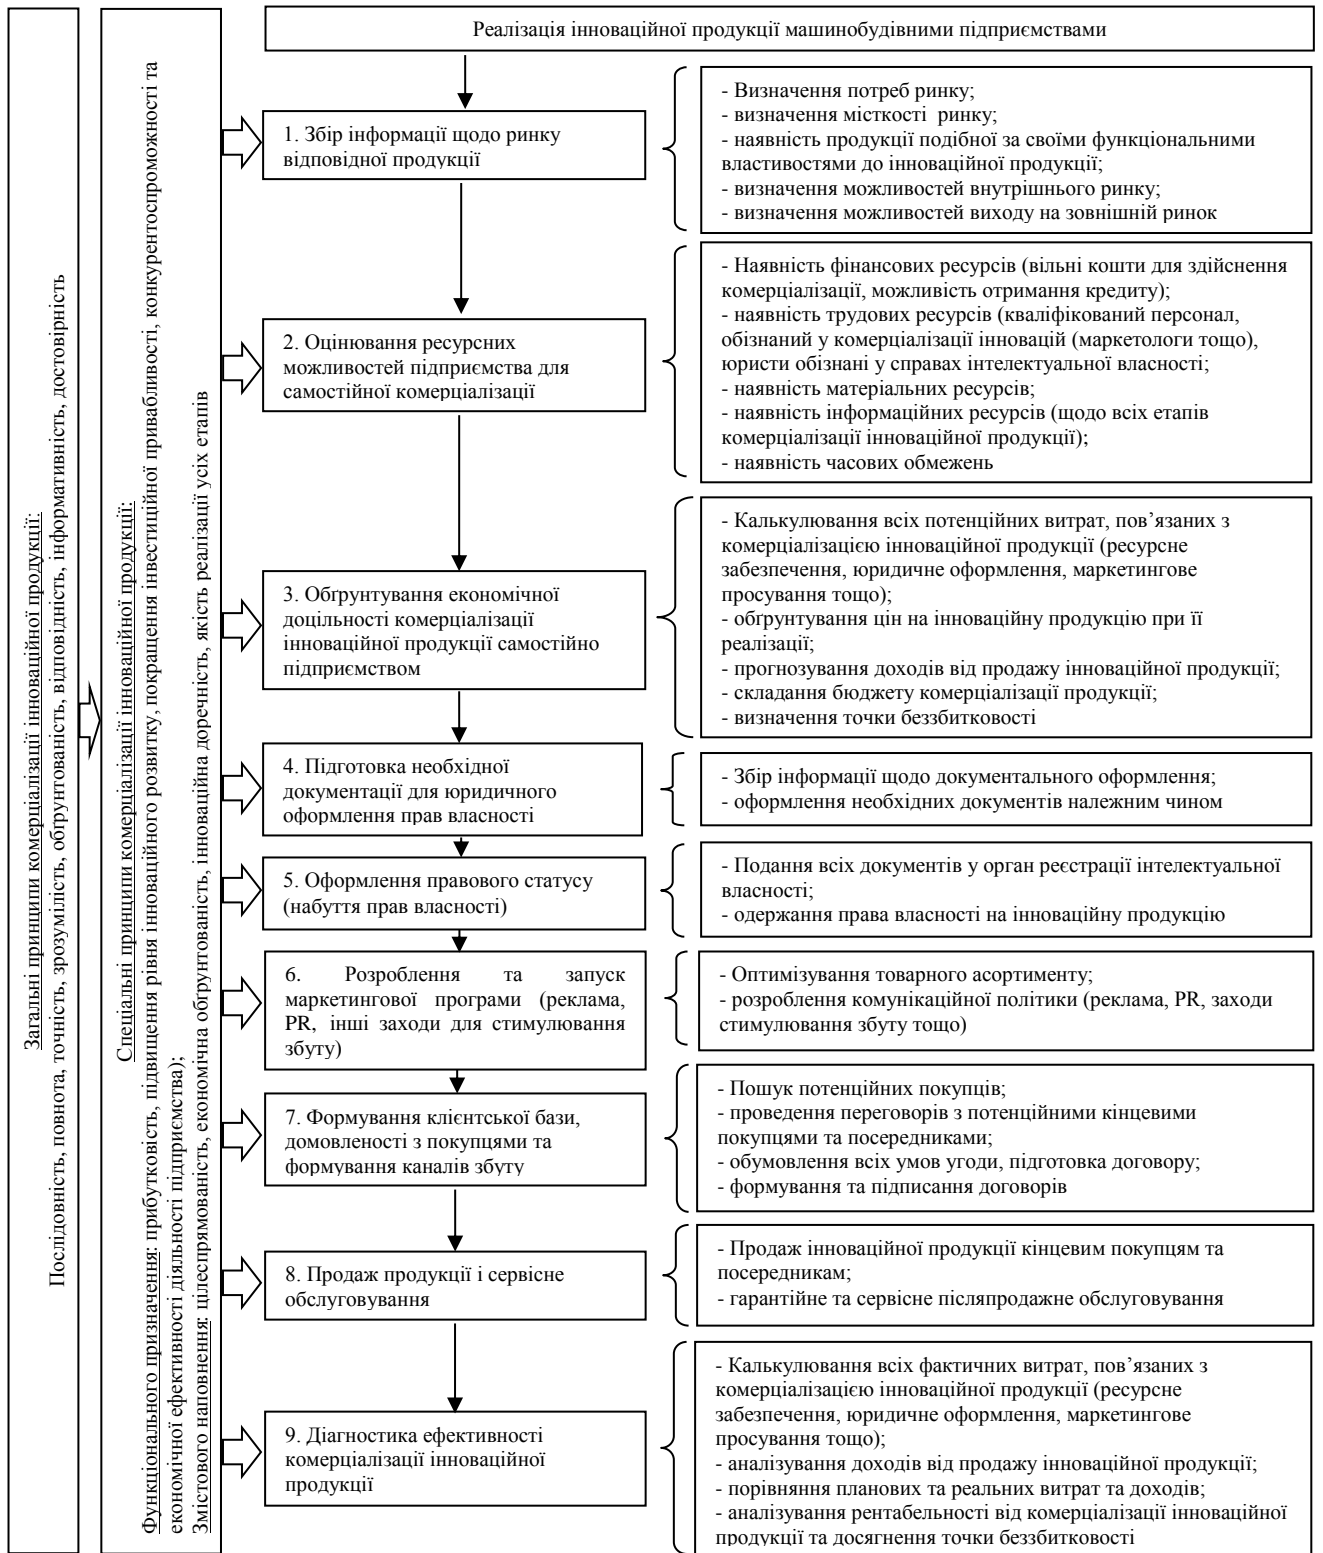 Загальні принципи комерціалізації інноваційної продукції:
Послідовність, повнота, точність, зрозумілість, обґрунтованість, відповідність, інформативність, достовірність
Спеціальні принципи комерціалізації інноваційної продукції:
Функціонального призначення: прибутковість, підвищення рівня інноваційного розвитку, покращення інвестиційної привабливості, конкурентоспроможності та
економічної ефективності діяльності підприємства);
Змістового наповнення: цілеспрямованість, економічна обґрунтованість, інноваційна доречність, якість реалізації усіх етапів
Реалізація інноваційної продукції машинобудівними підприємствами
1. Збір інформації щодо ринку
відповідної продукції
- Визначення потреб ринку;
- визначення місткості ринку;
- наявність продукції подібної за своїми функціональними
властивостями до інноваційної продукції;
- визначення можливостей внутрішнього ринку;
- визначення можливостей виходу на зовнішній ринок
2. Оцінювання ресурсних
можливостей підприємства для
самостійної комерціалізації
- Наявність фінансових ресурсів (вільні кошти для здійснення
комерціалізації, можливість отримання кредиту);
- наявність трудових ресурсів (кваліфікований персонал,
обізнаний у комерціалізації інновацій (маркетологи тощо),
юристи обізнані у справах інтелектуальної власності;
- наявність матеріальних ресурсів;
- наявність інформаційних ресурсів (щодо всіх етапів
комерціалізації інноваційної продукції);
- наявність часових обмежень
3. Обґрунтування економічної
доцільності комерціалізації
інноваційної продукції самостійно
підприємством
- Калькулювання всіх потенційних витрат, пов’язаних з
комерціалізацією інноваційної продукції (ресурсне
забезпечення, юридичне оформлення, маркетингове
просування тощо);
- обґрунтування цін на інноваційну продукцію при її
реалізації;
- прогнозування доходів від продажу інноваційної продукції;
- складання бюджету комерціалізації продукції;
- визначення точки беззбитковості
4. Підготовка необхідної
документації для юридичного
оформлення прав власності
- Збір інформації щодо документального оформлення;
- оформлення необхідних документів належним чином
5. Оформлення правового статусу
(набуття прав власності)
- Подання всіх документів у орган реєстрації інтелектуальної
власності;
- одержання права власності на інноваційну продукцію
6. Розроблення та запуск
маркетингової програми (реклама,
PR, інші заходи для стимулювання
збуту)
- Оптимізування товарного асортименту;
- розроблення комунікаційної політики (реклама, PR, заходи
стимулювання збуту тощо)
7. Формування клієнтської бази,
домовленості з покупцями та
формування каналів збуту
- Пошук потенційних покупців;
- проведення переговорів з потенційними кінцевими
покупцями та посередниками;
- обумовлення всіх умов угоди, підготовка договору;
- формування та підписання договорів
8. Продаж продукції і сервісне
обслуговування
- Продаж інноваційної продукції кінцевим покупцям та
посередникам;
- гарантійне та сервісне післяпродажне обслуговування
9. Діагностика ефективності
комерціалізації інноваційної
продукції
- Калькулювання всіх фактичних витрат, пов’язаних з
комерціалізацією інноваційної продукції (ресурсне
забезпечення, юридичне оформлення, маркетингове
просування тощо);
- аналізування доходів від продажу інноваційної продукції;
- порівняння планових та реальних витрат та доходів;
- аналізування рентабельності від комерціалізації інноваційної
продукції та досягнення точки беззбитковості